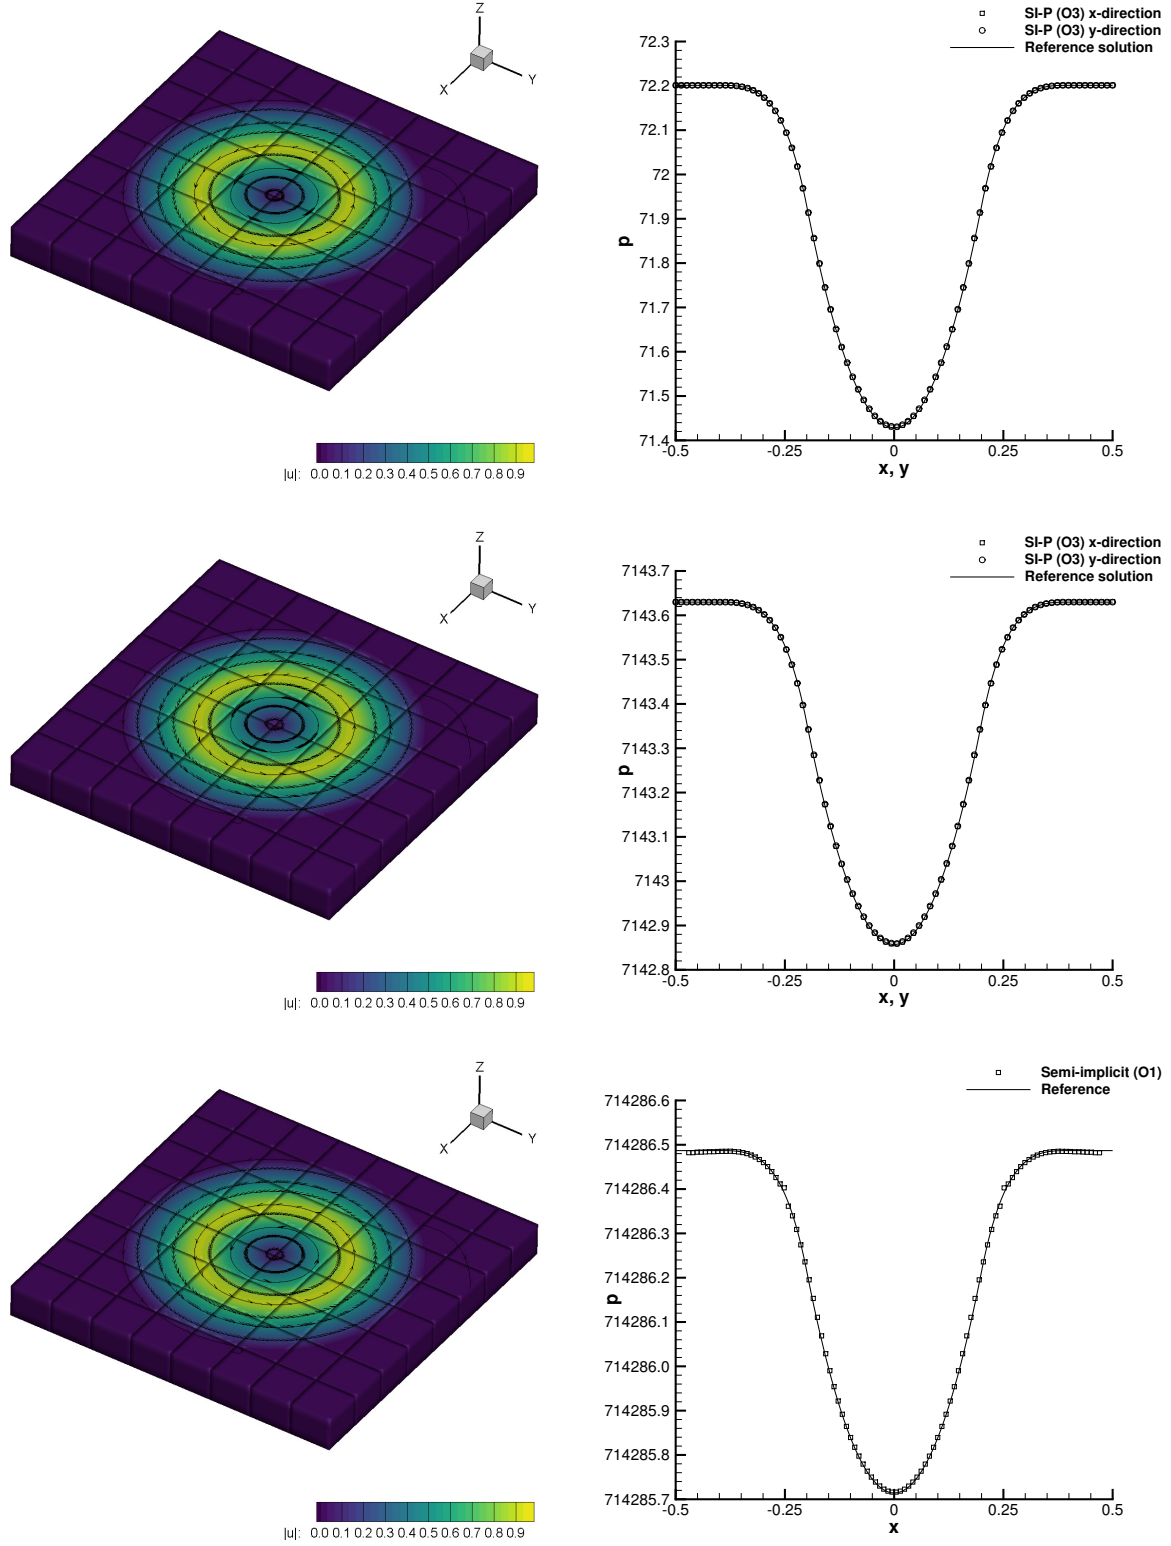 Z
X
Y
|u|: 0.0 0.1 0.2 0.3 0.4 0.5 0.6 0.7 0.8 0.9
SI-P (O3) x-direction
SI-P (O3) y-direction
Reference solution
72.3
72.2
72.1
72
71.9
71.8
71.7
71.6
71.5
71.4
p
-0.5 -0.25 0 0.25 0.5
x, y
Z
X
Y
|u|: 0.0 0.1 0.2 0.3 0.4 0.5 0.6 0.7 0.8 0.9
SI-P (O3) x-direction
SI-P (O3) y-direction
Reference solution
7143.7
7143.6
7143.5
7143.4
7143.3
7143.2
7143.1
7143
7142.9
7142.8
p
-0.5 -0.25 0 0.25 0.5
x, y
Z
X
Y
|u|: 0.0 0.1 0.2 0.3 0.4 0.5 0.6 0.7 0.8 0.9
Semi-implicit (O1)
Reference
714286.6
714286.5
714286.4
714286.3
714286.2
714286.1
714286.0
714285.9
714285.8
714285.7
p
-0.5 -0.25 0 0.25 0.5
x